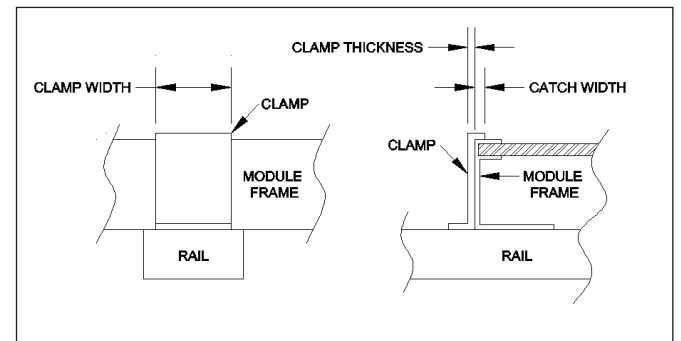 CLAMP WIDTH
CLAMP
MODULE
FRAME
RAIL
CLAMP THICKNESS
CATCH WIDTH
CLAMP
MODULE
FRAME
RAIL